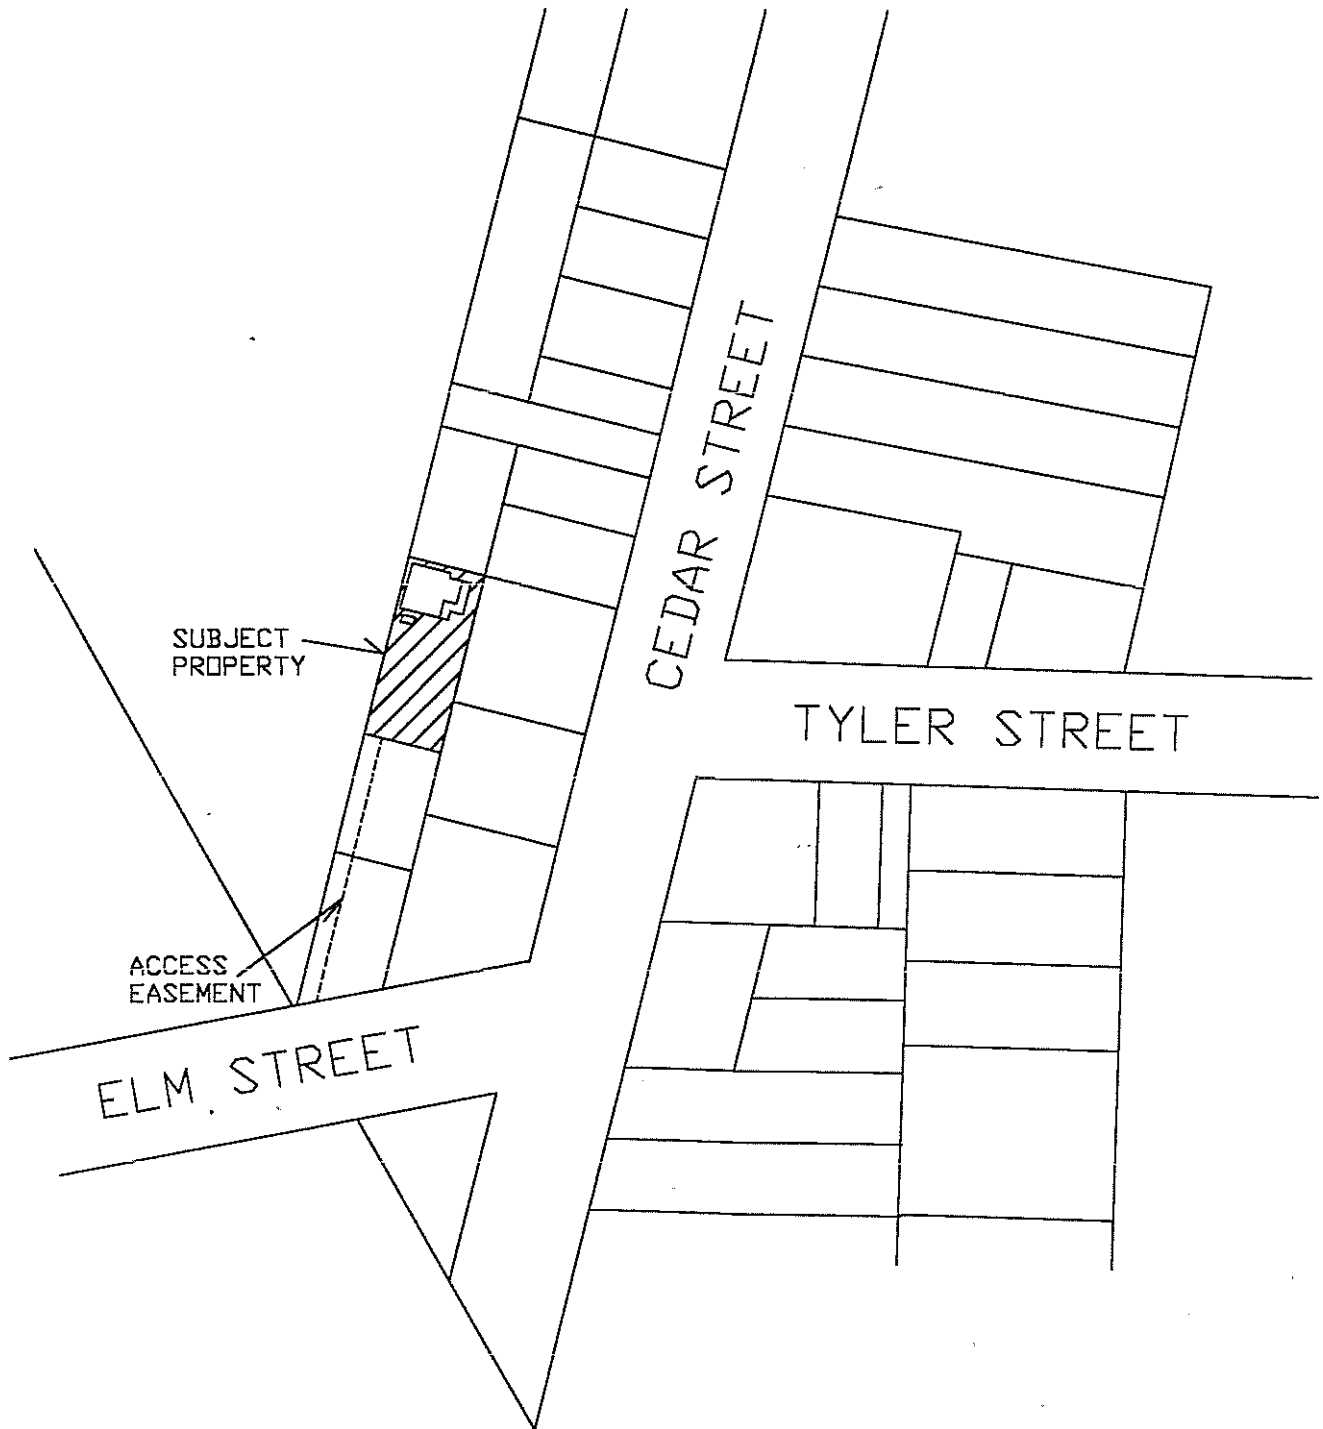 CEDAR STREET
SUBJECT
PROPERTY
TYLER STREET
ACCESS
EASEMENT
ELM STREET